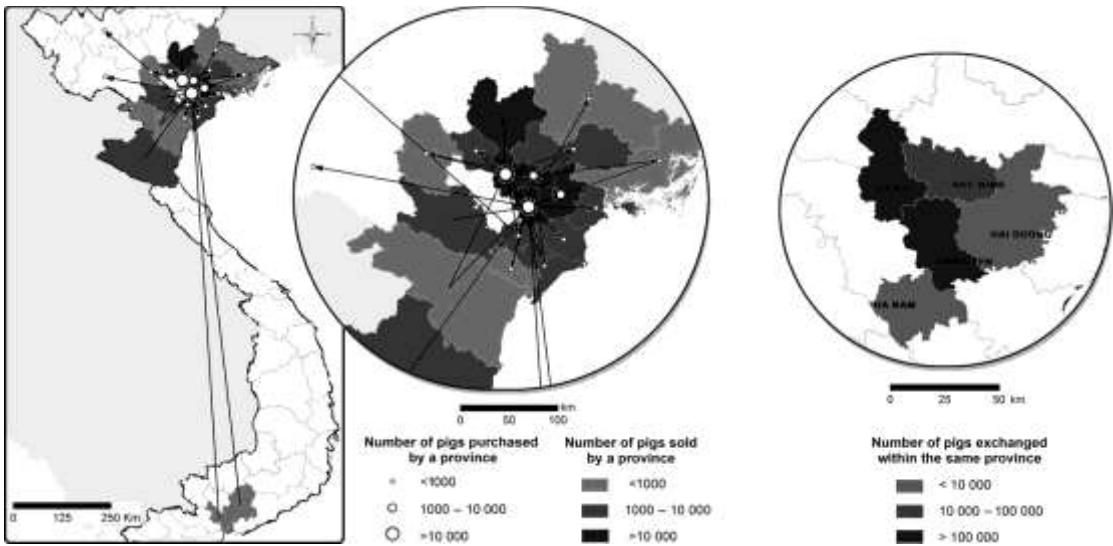 0 125 250 Km
km
0 50 100
Number of pigs purchased
by a province
<1000
1000 – 10 000
>10 000
Number of pigs sold
by a province
<1000
1000 – 10 000
>10 000
HAI DUONG
HA NAM
0 25 50 km
Number of pigs exchanged
within the same province
< 10 000
10 000 – 100 000
> 100 000